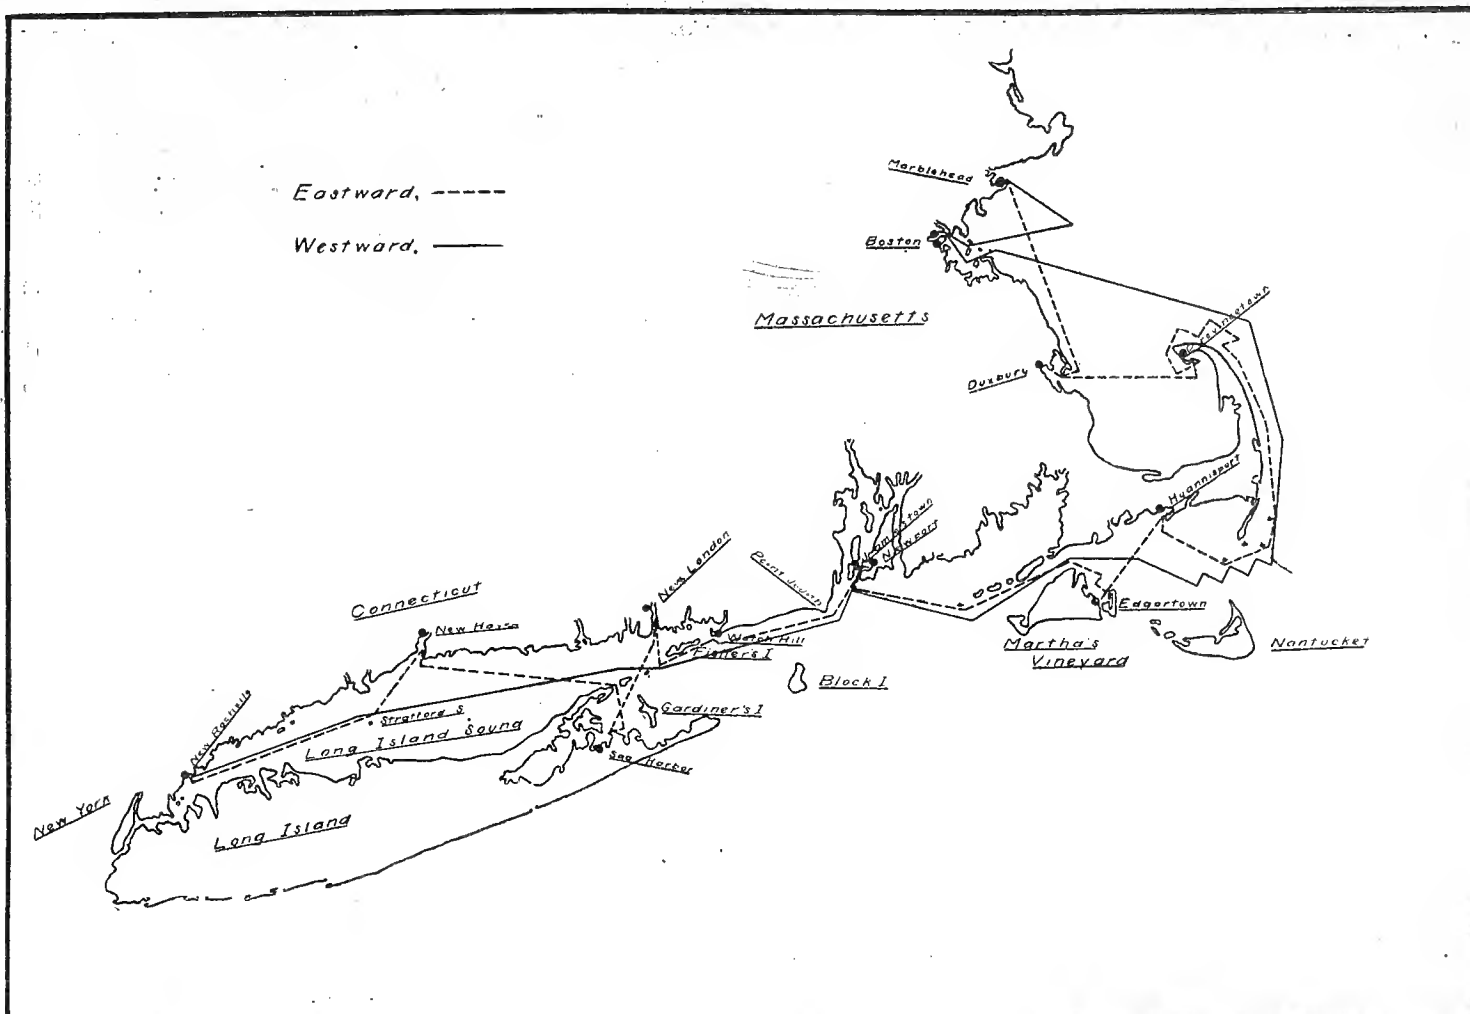 Eastward,
Westward.
Marblehead
Boston
Massachusetts
Provincetown
Duxbury
Hyannisport
Jamestown
Newport
Point Judith
New London
Connecticut
New Haven
Watch Hill
Fisher's I
Edgartown
Martha's
Vineyard
Nantucket
Block I
Gardiner's I
Stratford S.
Long Island Sound
New Rochelle
Sag Harbor
New York
Long Island